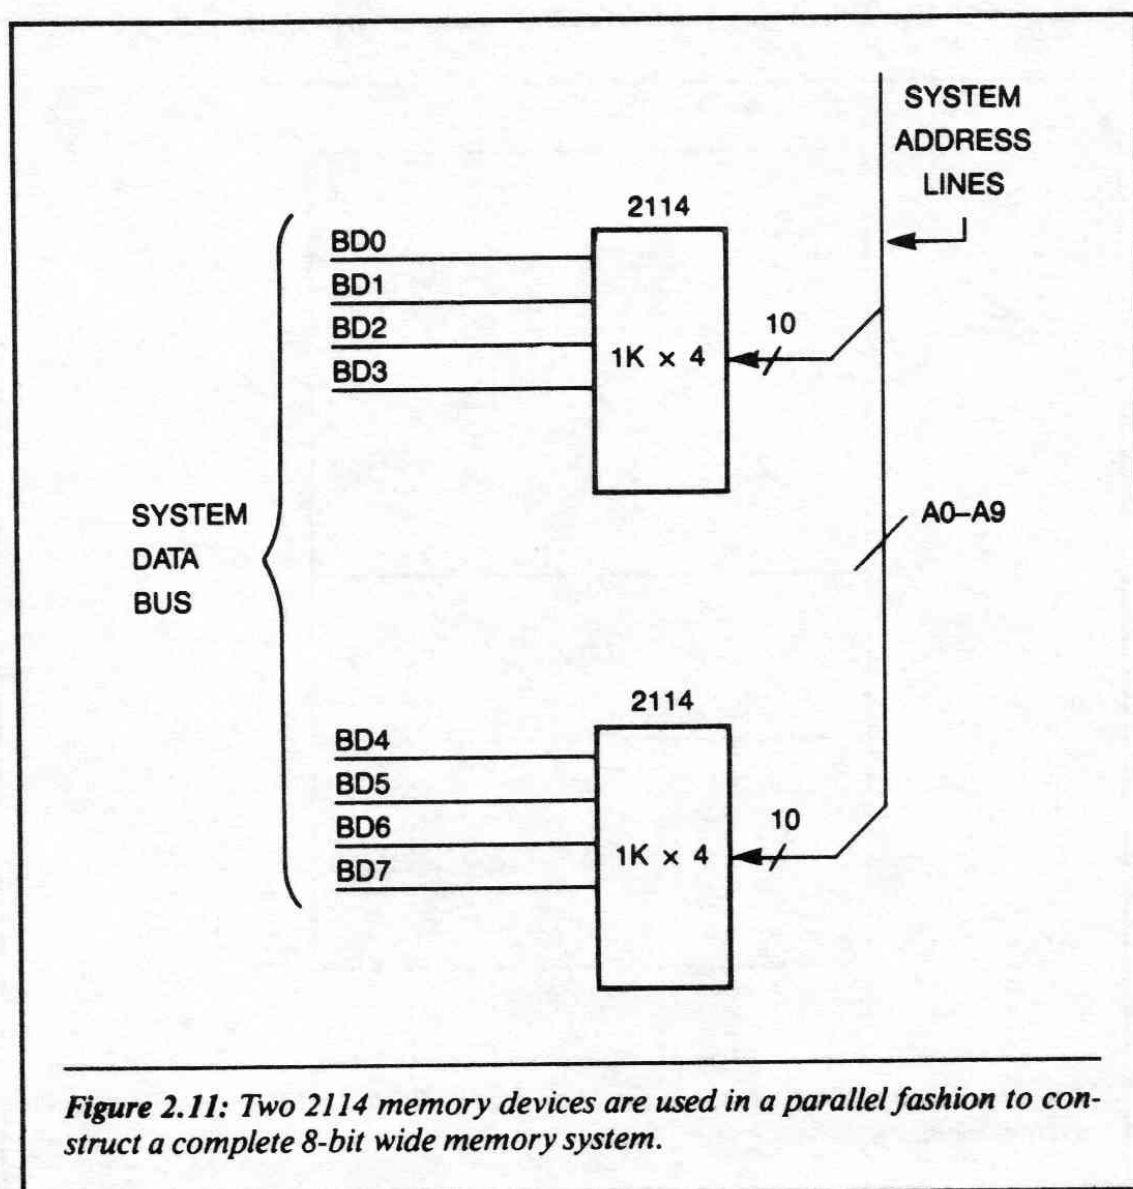 SYSTEM
ADDRESS
LINES
2114
BD0
BD1
BD2
BD3
1K × 4
10
A0–A9
SYSTEM
DATA
BUS
2114
BD4
BD5
BD6
BD7
1K × 4
10
Figure 2.11: Two 2114 memory devices are used in a parallel fashion to con-
struct a complete 8-bit wide memory system.